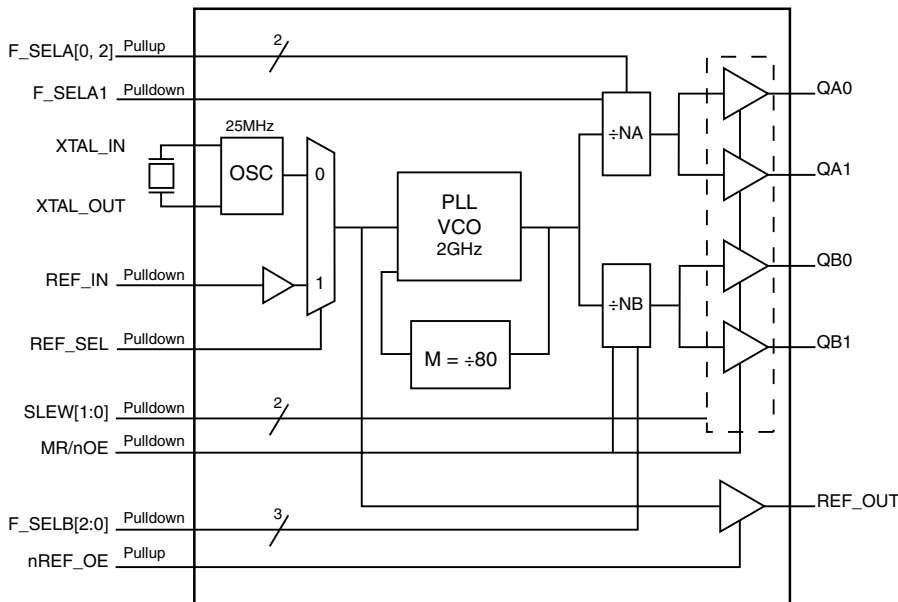 F_SELA[0, 2] Pullup 2
F_SELA1 Pulldown
QA0
÷NA
25MHz
XTAL_IN
OSC
0
XTAL_OUT
QA1
PLL
VCO
2GHz
REF_IN Pulldown
1
QB0
÷NB
REF_SEL Pulldown
M = ÷80
QB1
SLEW[1:0] Pulldown 2
MR/nOE Pulldown
REF_OUT
F_SELB[2:0] Pulldown 3
nREF_OE Pullup